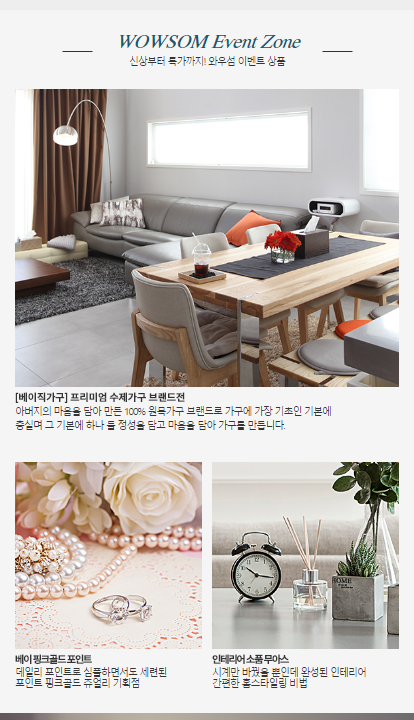 WOWSOM Event Zone
신상부터 특가까지! 와우섬 이벤트 상품
[베이직가구] 프리미엄 수제가구 브랜드전
아버지의 마음을 담아 만든 100% 원목가구 브랜드로 가구에 가장 기초인 기본에
충실며 그 기본에 하나 둘 정성을 담고 마음을 담아 가구를 만듭니다.
HOME
베이 핑크골드 포인트
데일리 포인트로 심플하면서도 세련된
포인트 핑크골드 쥬얼리 기획점
인테리어 소품 무아스
시계만 바꿨을 뿐인데 완성된 인테리어
간편한 홈스타일링 비법